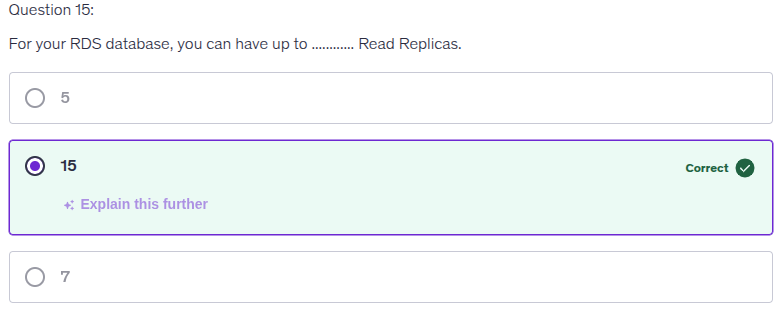 Question 15:
For your RDS database, you can have up to ............ Read Replicas.
5
15
Correct
Explain this further
7